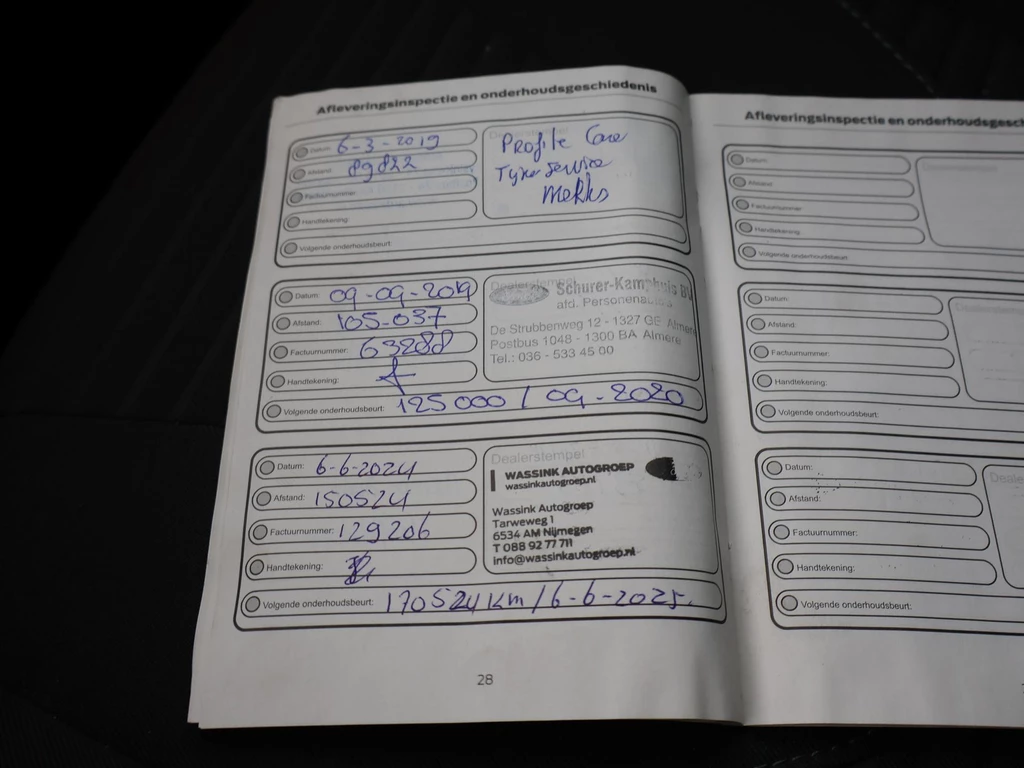 Afleveringsinspectie en onderhoudsgeschiedenis
Datum: 6-3-2019
Afstand: 89822
Factuurnummer:
Handtekening:
Volgende onderhoudsbeurt:
Profile Care
Tyre service
Datum: 09-09-2019
Afstand: 105-037
Factuurnummer: 63288
Handtekening:
Volgende onderhoudsbeurt: 125000 / 09-2020
Schurer-Kamphuis BV
afd. Personenauto's
De Strubbenweg 12 - 1327 GE Almere
Postbus 1048 - 1300 BA Almere
Tel.: 036 - 533 45 00
Datum: 6-6-2024
Afstand: 150524
Factuurnummer: 129206
Handtekening:
Volgende onderhoudsbeurt: 170524 km / 6-6-2025.
Dealerstempel
WASSINK AUTOGROEP
wassinkautogroep.nl
Wassink Autogroep
Tarweweg 1
6534 AM Nijmegen
T 088 92 77 711
info@wassinkautogroep.nl
28
Afleveringsinspectie en onderhoudsgesch
Datum:
Afstand:
Factuurnummer:
Handtekening:
Volgende onderhoudsbeurt:
Datum:
Afstand:
Factuurnummer:
Handtekening:
Volgende onderhoudsbeurt:
Datum:
Afstand:
Factuurnummer:
Handtekening:
Volgende onderhoudsbeurt:
Deale